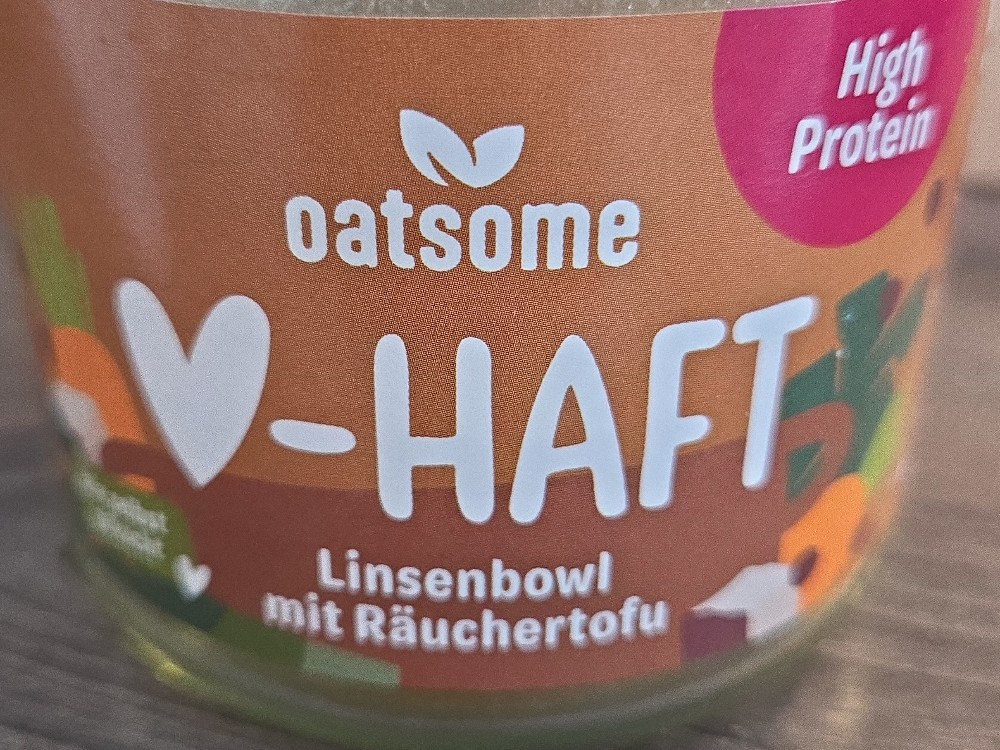 High
Protein
oatsome
♥-HAFT
Linsenbowl
mit Räuchertofu